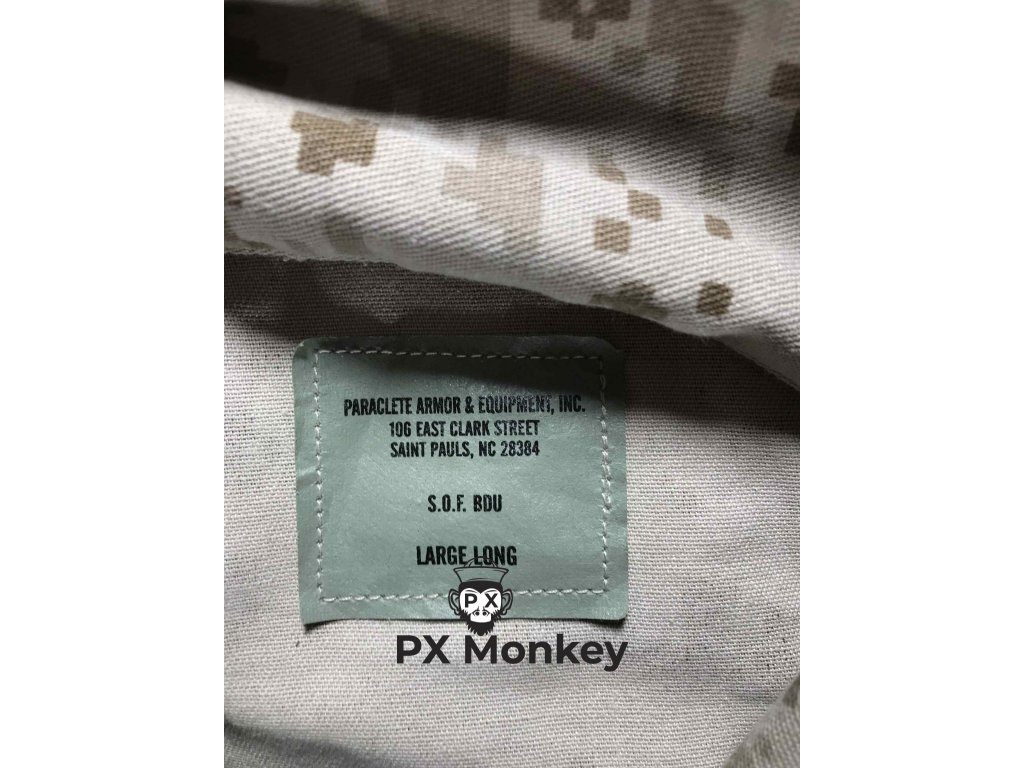 PARACLETE ARMOR & EQUIPMENT, INC.
106 EAST CLARK STREET
SAINT PAULS, NC 28384
S.O.F. BDU
LARGE LONG
PX
PX Monkey